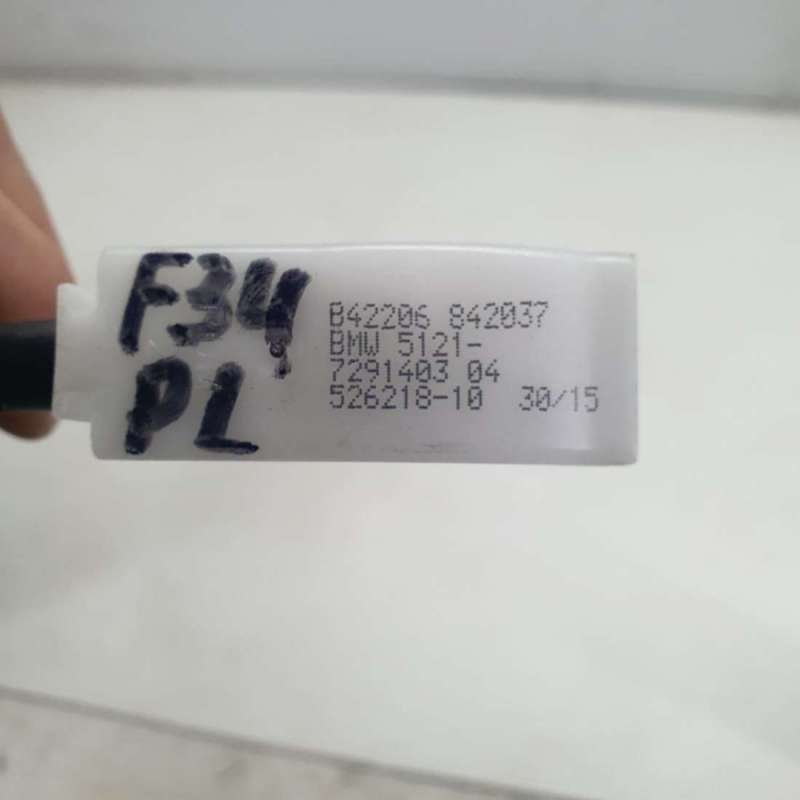 F34
PL
B42206 842037
BMW 5121-
7291403 04
526218-10 30/15